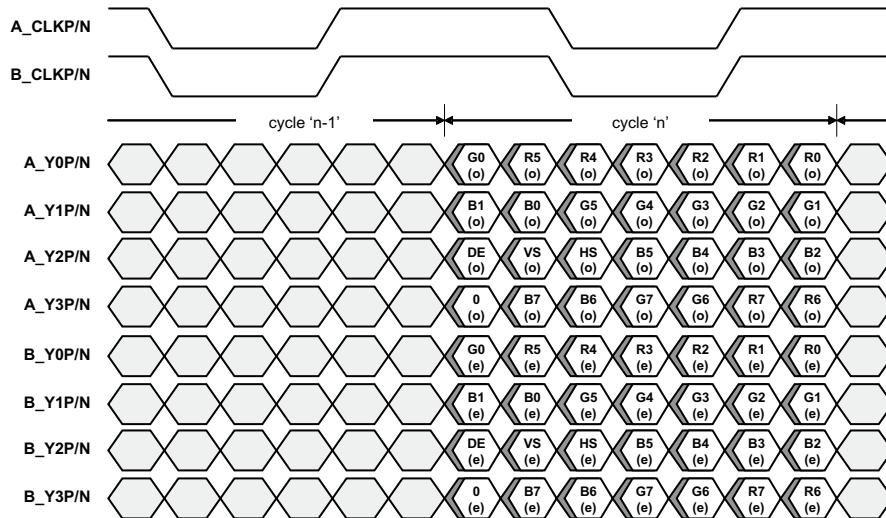 A_CLKP/N
B_CLKP/N
cycle ‘n-1’ cycle ‘n’
A_Y0P/N G0 (o) R5 (o) R4 (o) R3 (o) R2 (o) R1 (o) R0 (o)
A_Y1P/N B1 (o) B0 (o) G5 (o) G4 (o) G3 (o) G2 (o) G1 (o)
A_Y2P/N DE (o) VS (o) HS (o) B5 (o) B4 (o) B3 (o) B2 (o)
A_Y3P/N 0 (o) B7 (o) B6 (o) G7 (o) G6 (o) R7 (o) R6 (o)
B_Y0P/N G0 (e) R5 (e) R4 (e) R3 (e) R2 (e) R1 (e) R0 (e)
B_Y1P/N B1 (e) B0 (e) G5 (e) G4 (e) G3 (e) G2 (e) G1 (e)
B_Y2P/N DE (e) VS (e) HS (e) B5 (e) B4 (e) B3 (e) B2 (e)
B_Y3P/N 0 (e) B7 (e) B6 (e) G7 (e) G6 (e) R7 (e) R6 (e)